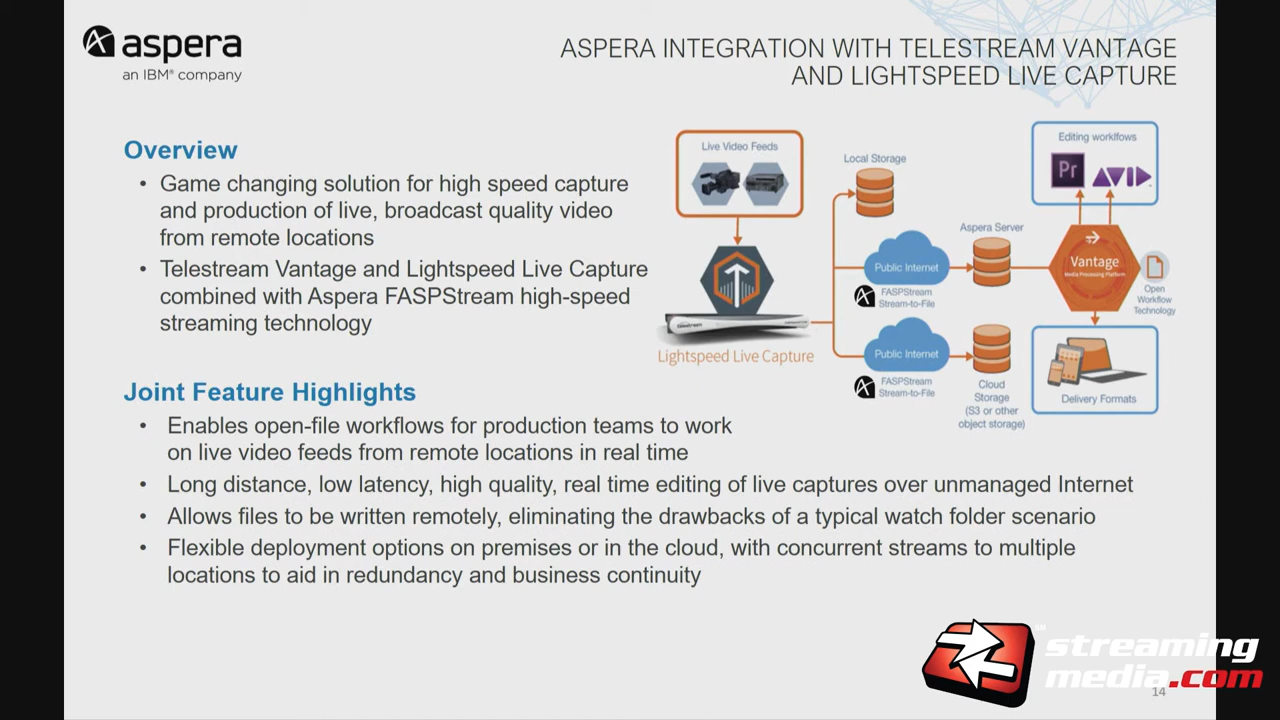 aspera
an IBM® company
ASPERA INTEGRATION WITH TELESTREAM VANTAGE
AND LIGHTSPEED LIVE CAPTURE
Overview
• Game changing solution for high speed capture
and production of live, broadcast quality video
from remote locations
• Telestream Vantage and Lightspeed Live Capture
combined with Aspera FASPStream high-speed
streaming technology
Live Video Feeds
Lightspeed Live Capture
Local Storage
Public Internet
FASPStream
Stream-to-File
Aspera Server
Public Internet
FASPStream
Stream-to-File
Cloud
Storage
(S3 or other
object storage)
Editing workflows
Pr
AVID
Vantage
Media Processing Platform
Open
Workflow
Technology
Delivery Formats
Joint Feature Highlights
• Enables open-file workflows for production teams to work
on live video feeds from remote locations in real time
• Long distance, low latency, high quality, real time editing of live captures over unmanaged Internet
• Allows files to be written remotely, eliminating the drawbacks of a typical watch folder scenario
• Flexible deployment options on premises or in the cloud, with concurrent streams to multiple
locations to aid in redundancy and business continuity
streaming
media.com
14